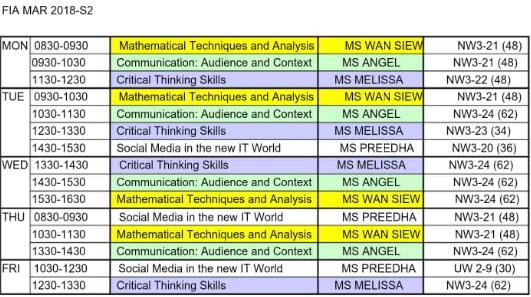 FIA MAR 2018-S2
MON 0830-0930 Mathematical Techniques and Analysis MS WAN SIEW NW3-21 (48)
0930-1030 Communication: Audience and Context MS ANGEL NW3-21 (48)
1130-1230 Critical Thinking Skills MS MELISSA NW3-22 (48)
TUE 0930-1030 Mathematical Techniques and Analysis MS WAN SIEW NW3-21 (48)
1030-1130 Communication: Audience and Context MS ANGEL NW3-24 (62)
1230-1330 Critical Thinking Skills MS MELISSA NW3-23 (34)
1430-1530 Social Media in the new IT World MS PREEDHA NW3-20 (36)
WED 1330-1430 Critical Thinking Skills MS MELISSA NW3-24 (62)
1430-1530 Communication: Audience and Context MS ANGEL NW3-24 (62)
1530-1630 Mathematical Techniques and Analysis MS WAN SIEW NW3-24 (62)
THU 0830-0930 Social Media in the new IT World MS PREEDHA NW3-21 (48)
1030-1130 Mathematical Techniques and Analysis MS WAN SIEW NW3-21 (48)
1330-1430 Communication: Audience and Context MS ANGEL NW3-24 (62)
FRI 1030-1230 Social Media in the new IT World MS PREEDHA UW 2-9 (30)
1230-1330 Critical Thinking Skills MS MELISSA NW3-24 (62)